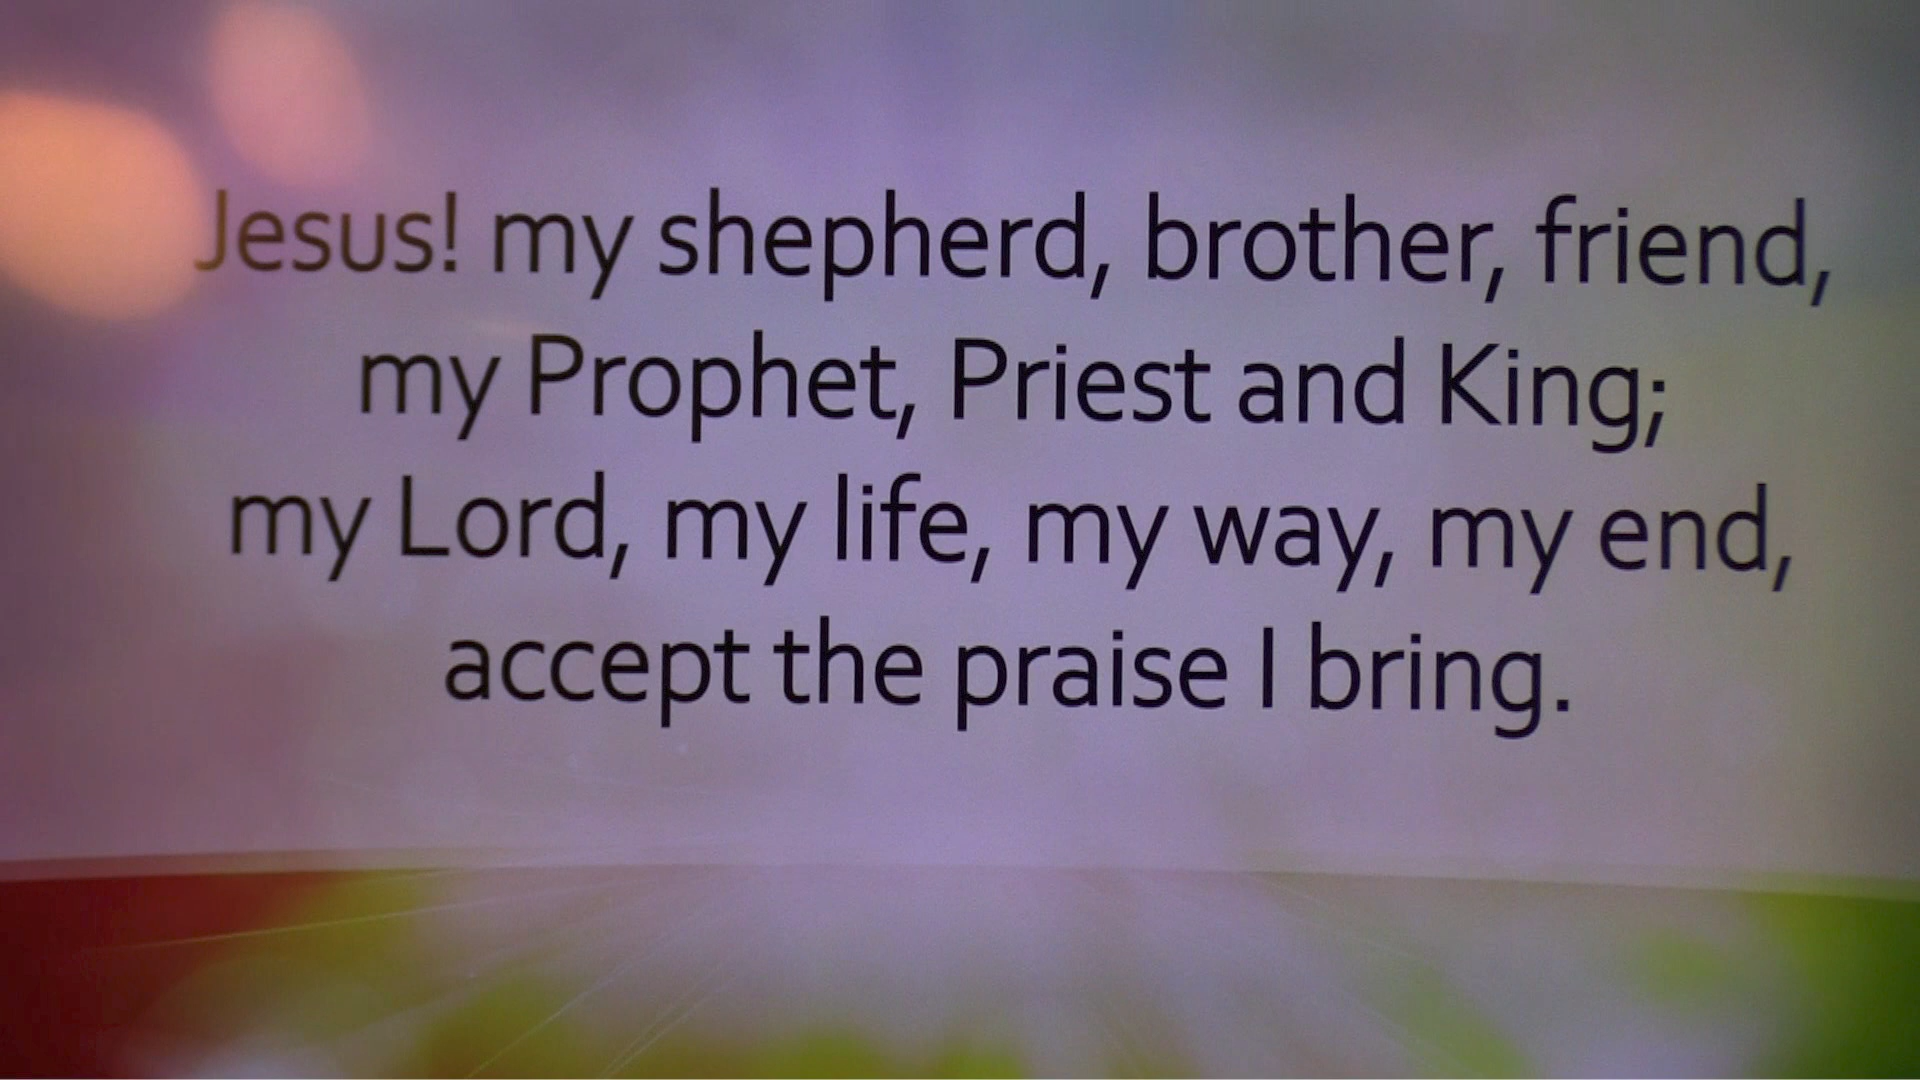 Jesus! my shepherd, brother, friend,
my Prophet, Priest and King;
my Lord, my life, my way, my end,
accept the praise I bring.